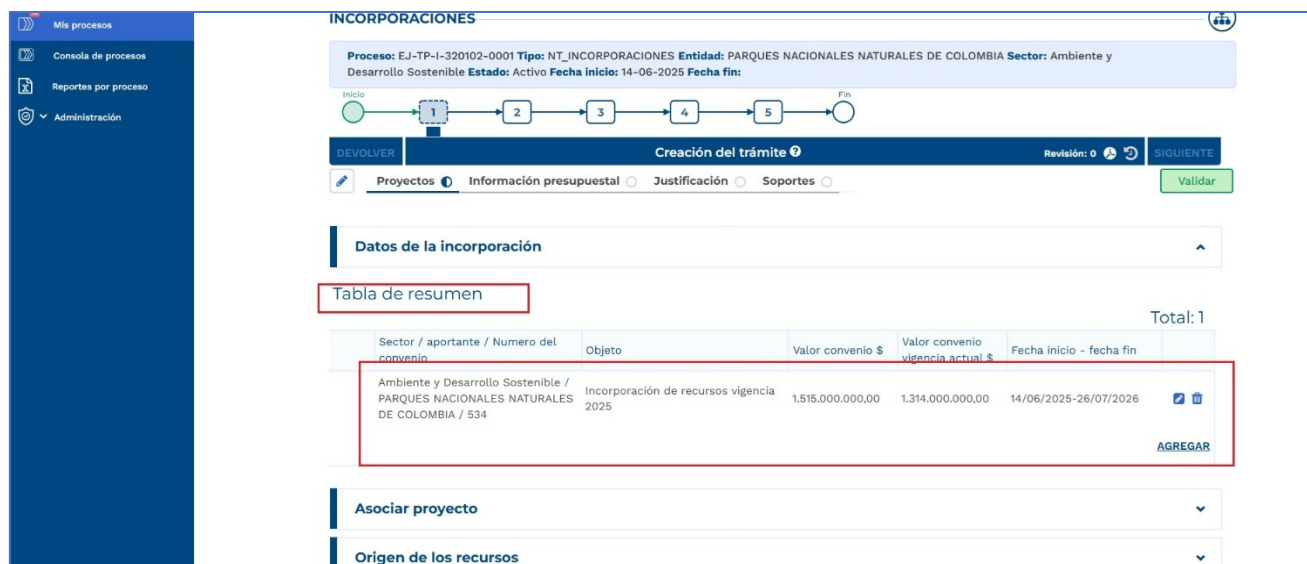 Mis procesos
Consola de procesos
Reportes por proceso
Administración
INCORPORACIONES
Proceso: EJ-TP-I-320102-0001 Tipo: NT_INCORPORACIONES Entidad: PARQUES NACIONALES NATURALES DE COLOMBIA Sector: Ambiente y
Desarrollo Sostenible Estado: Activo Fecha inicio: 14-06-2025 Fecha fin:
Inicio
Fin
1
2
3
4
5
DEVOLVER
Creación del trámite
Revisión: 0
SIGUIENTE
Proyectos
Información presupuestal
Justificación
Soportes
Validar
Datos de la incorporación
Tabla de resumen
Total: 1
Sector / aportante / Numero del
convenio
Objeto
Valor convenio $
Valor convenio
vigencia actual $
Fecha inicio - fecha fin
Ambiente y Desarrollo Sostenible /
PARQUES NACIONALES NATURALES
DE COLOMBIA / 534
Incorporación de recursos vigencia
2025
1.515.000.000,00
1.314.000.000,00
14/06/2025-26/07/2026
AGREGAR
Asociar proyecto
Origen de los recursos